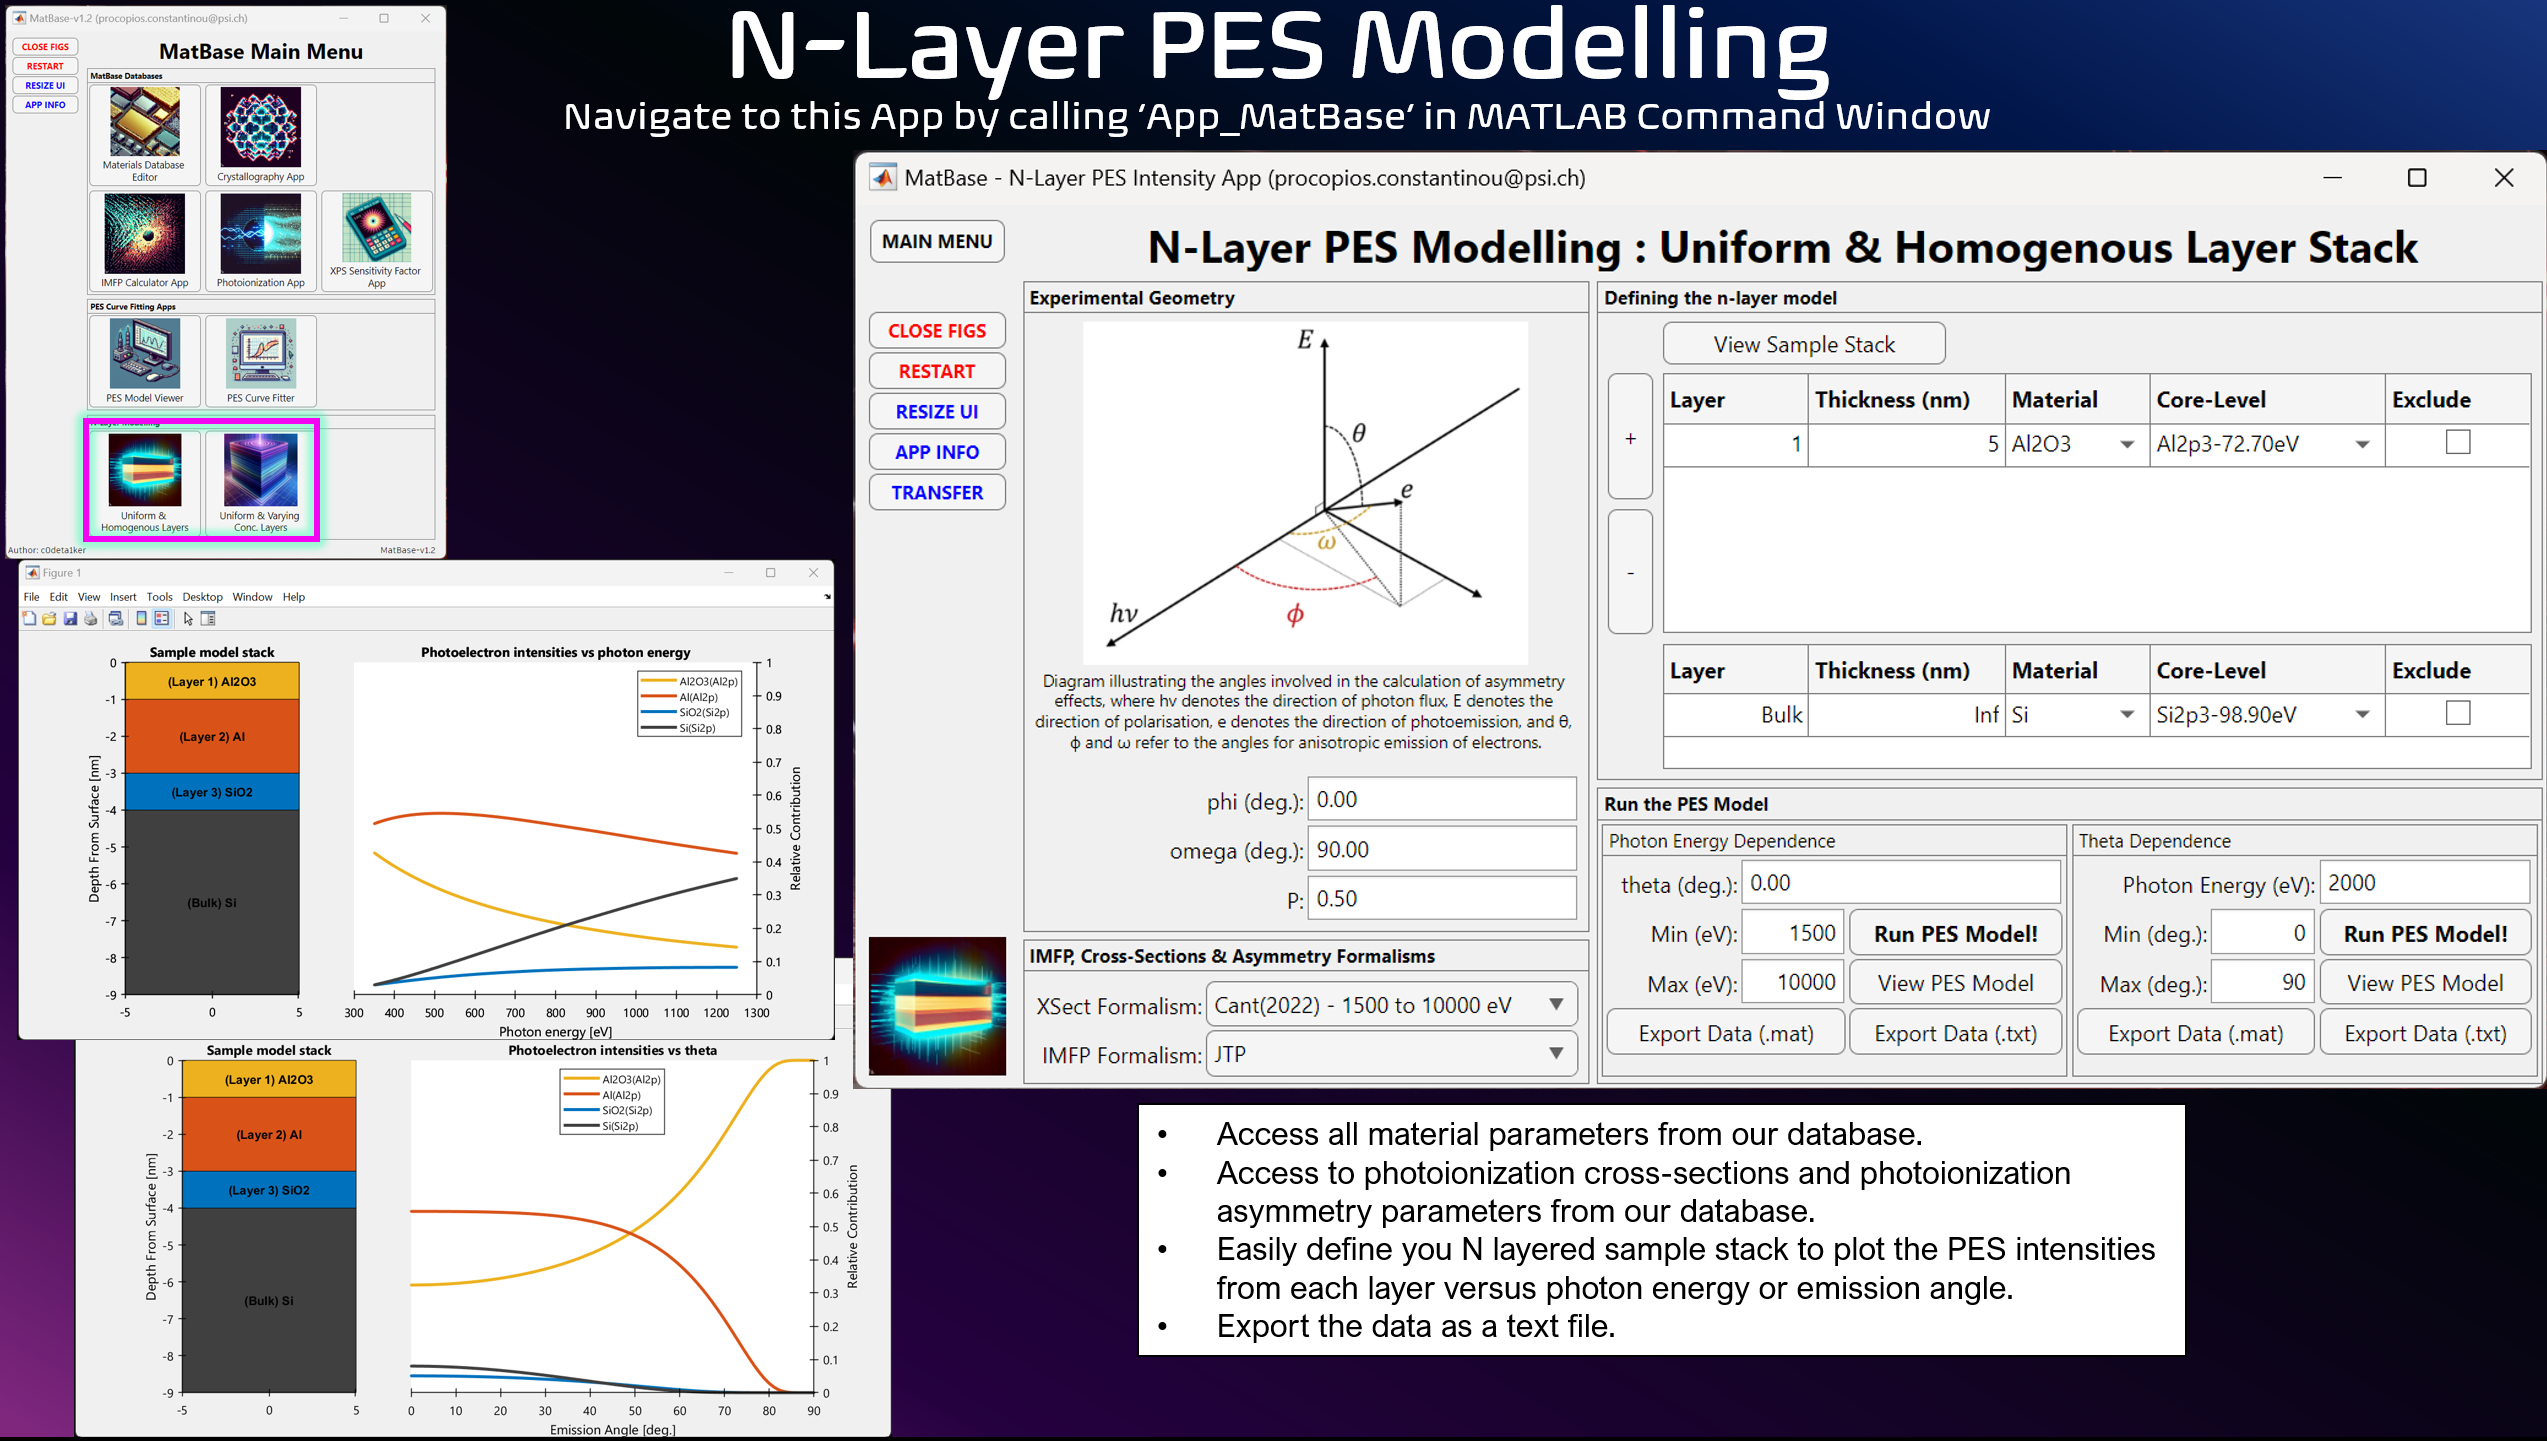 N-Layer PES Modelling
Navigate to this App by calling ‘App_MatBase‘ in MATLAB Command Window
MatBase-v1.2 (procopios.constantinou@psi.ch)
CLOSE FIGS
RESTART
RESIZE UI
APP INFO
MatBase Main Menu
MatBase Databases
Materials Database
Editor
Crystallography App
IMFP Calculator App
Photoionization App
XPS Sensitivity Factor
App
PES Curve Fitting Apps
PES Model Viewer
PES Curve Fitter
N-Layer Modelling
Uniform &
Homogenous Layers
Uniform & Varying
Conc. Layers
Author: c0deta1ker
MatBase-v1.2
Figure 1
File Edit View Insert Tools Desktop Window Help
Sample model stack
0
-1
-2
-3
-4
-5
-6
-7
-8
-9
Depth From Surface [nm]
(Layer 1) Al2O3
(Layer 2) Al
(Layer 3) SiO2
(Bulk) Si
-5 0 5
Photoelectron intensities vs photon energy
Al2O3(Al2p)
Al(Al2p)
SiO2(Si2p)
Si(Si2p)
1
0.9
0.8
0.7
0.6
0.5
0.4
0.3
0.2
0.1
0
Relative Contribution
300 400 500 600 700 800 900 1000 1100 1200 1300
Photon energy [eV]
Sample model stack
0
-1
-2
-3
-4
-5
-6
-7
-8
-9
Depth From Surface [nm]
(Layer 1) Al2O3
(Layer 2) Al
(Layer 3) SiO2
(Bulk) Si
-5 0 5
Photoelectron intensities vs theta
Al2O3(Al2p)
Al(Al2p)
SiO2(Si2p)
Si(Si2p)
1
0.9
0.8
0.7
0.6
0.5
0.4
0.3
0.2
0.1
0
Relative Contribution
0 10 20 30 40 50 60 70 80 90
Emission Angle [deg.]
MatBase - N-Layer PES Intensity App (procopios.constantinou@psi.ch)
MAIN MENU
CLOSE FIGS
RESTART
RESIZE UI
APP INFO
TRANSFER
N-Layer PES Modelling : Uniform & Homogenous Layer Stack
Experimental Geometry
E
θ
e
ω
hν
ϕ
Diagram illustrating the angles involved in the calculation of asymmetry
effects, where hv denotes the direction of photon flux, E denotes the
direction of polarisation, e denotes the direction of photoemission, and θ,
ϕ and ω refer to the angles for anisotropic emission of electrons.
phi (deg.): 0.00
omega (deg.): 90.00
P: 0.50
IMFP, Cross-Sections & Asymmetry Formalisms
XSect Formalism: Cant(2022) - 1500 to 10000 eV
IMFP Formalism: JTP
Defining the n-layer model
View Sample Stack
+
-
Layer Thickness (nm) Material Core-Level Exclude
1 5 Al2O3 Al2p3-72.70eV
Layer Thickness (nm) Material Core-Level Exclude
Bulk Inf Si Si2p3-98.90eV
Run the PES Model
Photon Energy Dependence
theta (deg.): 0.00
Min (eV): 1500 Run PES Model!
Max (eV): 10000 View PES Model
Export Data (.mat) Export Data (.txt)
Theta Dependence
Photon Energy (eV): 2000
Min (deg.): 0 Run PES Model!
Max (deg.): 90 View PES Model
Export Data (.mat) Export Data (.txt)
• Access all material parameters from our database.
• Access to photoionization cross-sections and photoionization
asymmetry parameters from our database.
• Easily define you N layered sample stack to plot the PES intensities
from each layer versus photon energy or emission angle.
• Export the data as a text file.